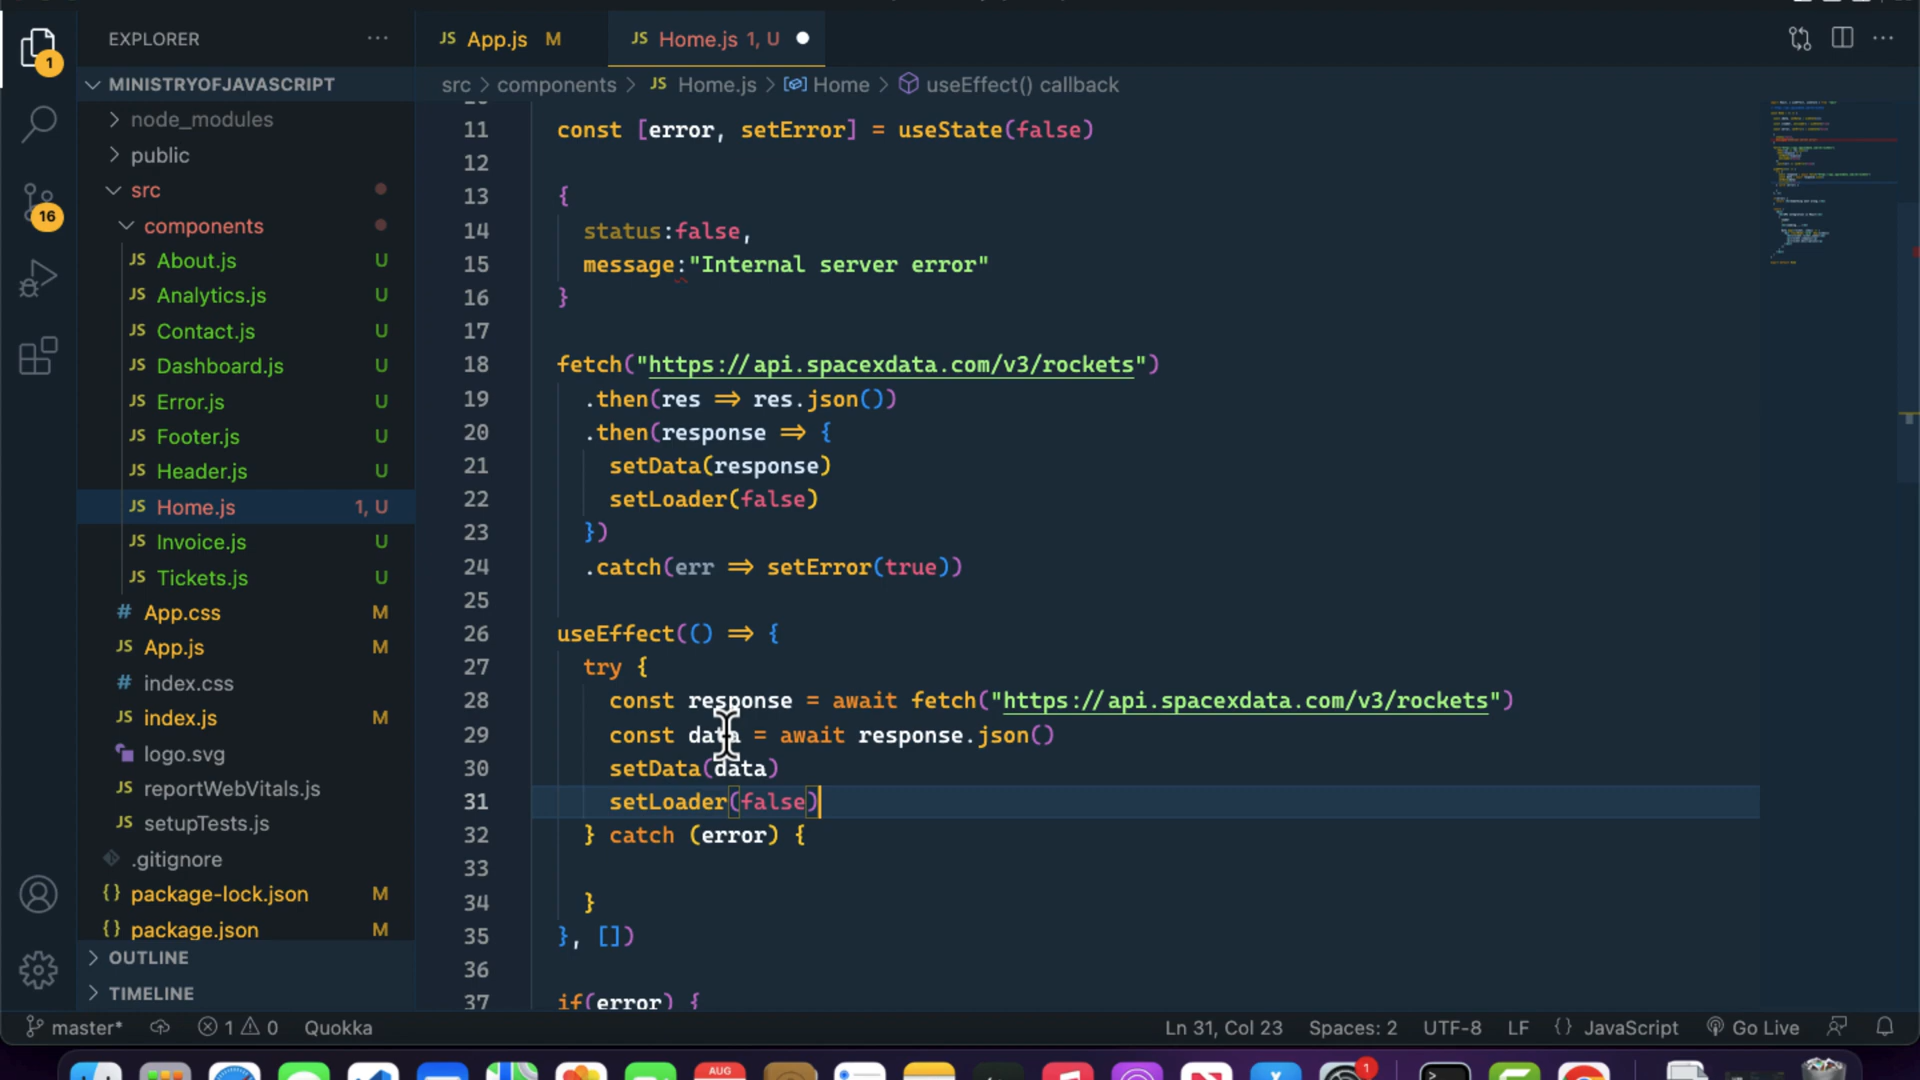 EXPLORER
JS App.js M
JS Home.js 1, U
1
MINISTRYOFJAVASCRIPT
src > components > JS Home.js > Home > useEffect() callback
node_modules
public
src
components
JS About.js U
JS Analytics.js U
JS Contact.js U
JS Dashboard.js U
JS Error.js U
JS Footer.js U
JS Header.js U
JS Home.js 1, U
JS Invoice.js U
JS Tickets.js U
# App.css M
JS App.js M
# index.css
JS index.js M
logo.svg
JS reportWebVitals.js
JS setupTests.js
.gitignore
{} package-lock.json M
{} package.json M
OUTLINE
TIMELINE
16
11 const [error, setError] = useState(false)
12
13 {
14 status:false,
15 message:"Internal server error"
16 }
17
18 fetch("https://api.spacexdata.com/v3/rockets")
19 .then(res => res.json())
20 .then(response => {
21 setData(response)
22 setLoader(false)
23 })
24 .catch(err => setError(true))
25
26 useEffect(() => {
27 try {
28 const response = await fetch("https://api.spacexdata.com/v3/rockets")
29 const data = await response.json()
30 setData(data)
31 setLoader(false)
32 } catch (error) {
33
34 }
35 }, [])
36
37 if(error) {
master* 1 0 Quokka Ln 31, Col 23 Spaces: 2 UTF-8 LF {} JavaScript Go Live
AUG
1